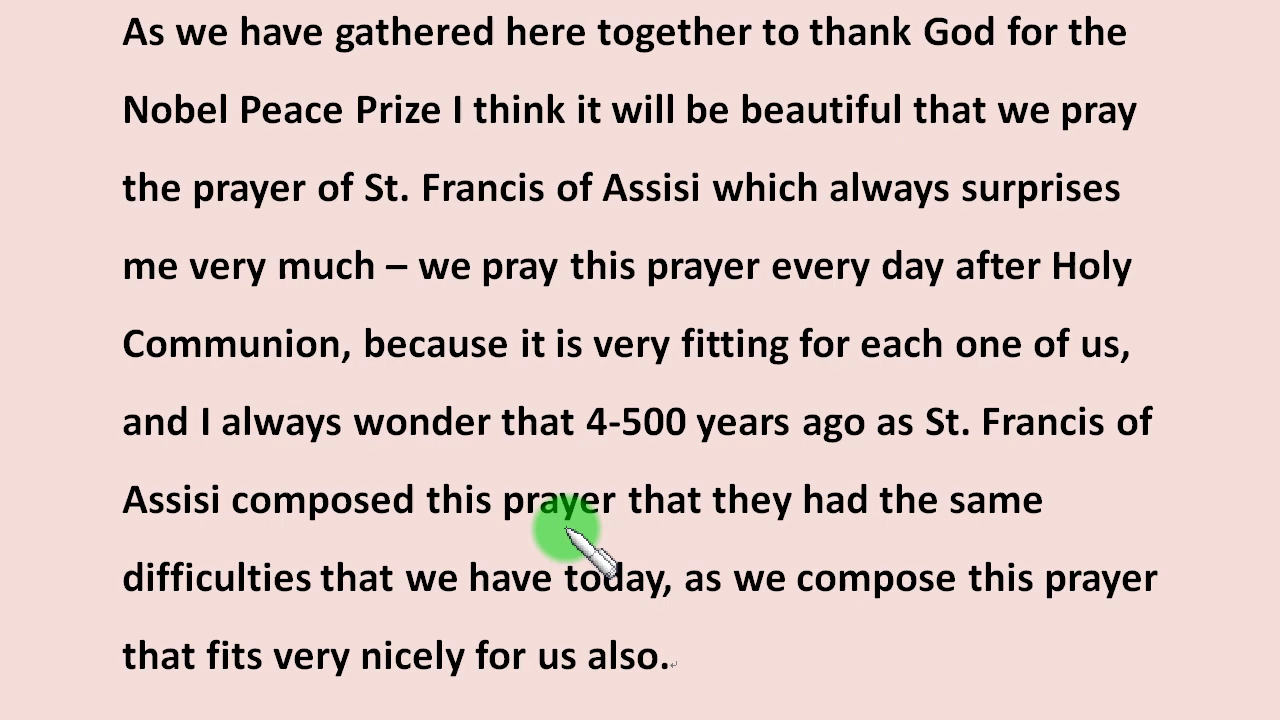 As we have gathered here together to thank God for the
Nobel Peace Prize I think it will be beautiful that we pray
the prayer of St. Francis of Assisi which always surprises
me very much – we pray this prayer every day after Holy
Communion, because it is very fitting for each one of us,
and I always wonder that 4-500 years ago as St. Francis of
Assisi composed this prayer that they had the same
difficulties that we have today, as we compose this prayer
that fits very nicely for us also.